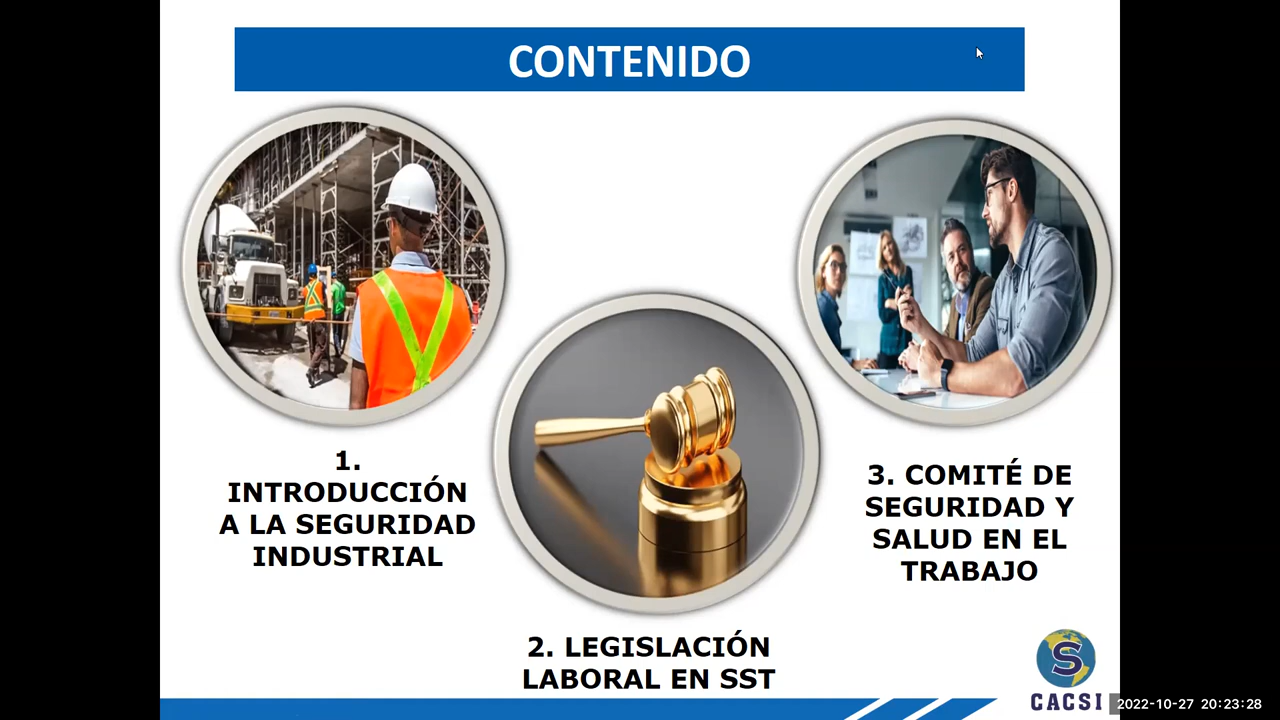 CONTENIDO
1.
INTRODUCCIÓN
A LA SEGURIDAD
INDUSTRIAL
2. LEGISLACIÓN
LABORAL EN SST
3. COMITÉ DE
SEGURIDAD Y
SALUD EN EL
TRABAJO
S
CACSI
2022-10-27 20:23:28